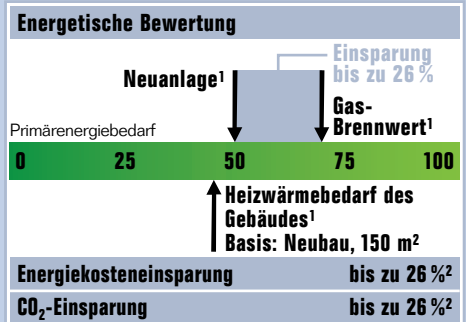 Energetische Bewertung
Einsparung
bis zu 26 %
Neuanlage¹
Gas-
Brennwert¹
Primärenergiebedarf
0 25 50 75 100
Heizwärmebedarf des
Gebäudes¹
Basis: Neubau, 150 m²
Energiekosteneinsparung bis zu 26 %²
CO₂-Einsparung bis zu 26 %²